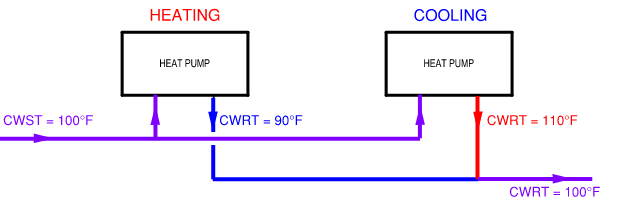 HEATING
COOLING
HEAT PUMP
HEAT PUMP
CWST = 100°F
CWRT = 90°F
CWRT = 110°F
CWRT = 100°F